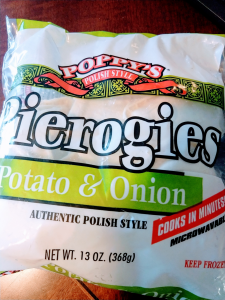 POPPY'S
POLISH STYLE
Pierogies
Potato & Onion
AUTHENTIC POLISH STYLE
COOKS IN MINUTES!
MICROWAVABLE
NET WT. 13 OZ. (368g)
KEEP FROZEN